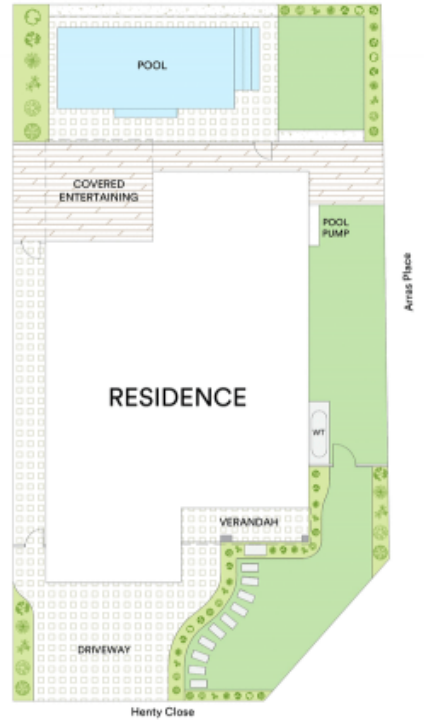 POOL
COVERED
ENTERTAINING
POOL
PUMP
Arras Place
RESIDENCE
WT
VERANDAH
DRIVEWAY
Henty Close